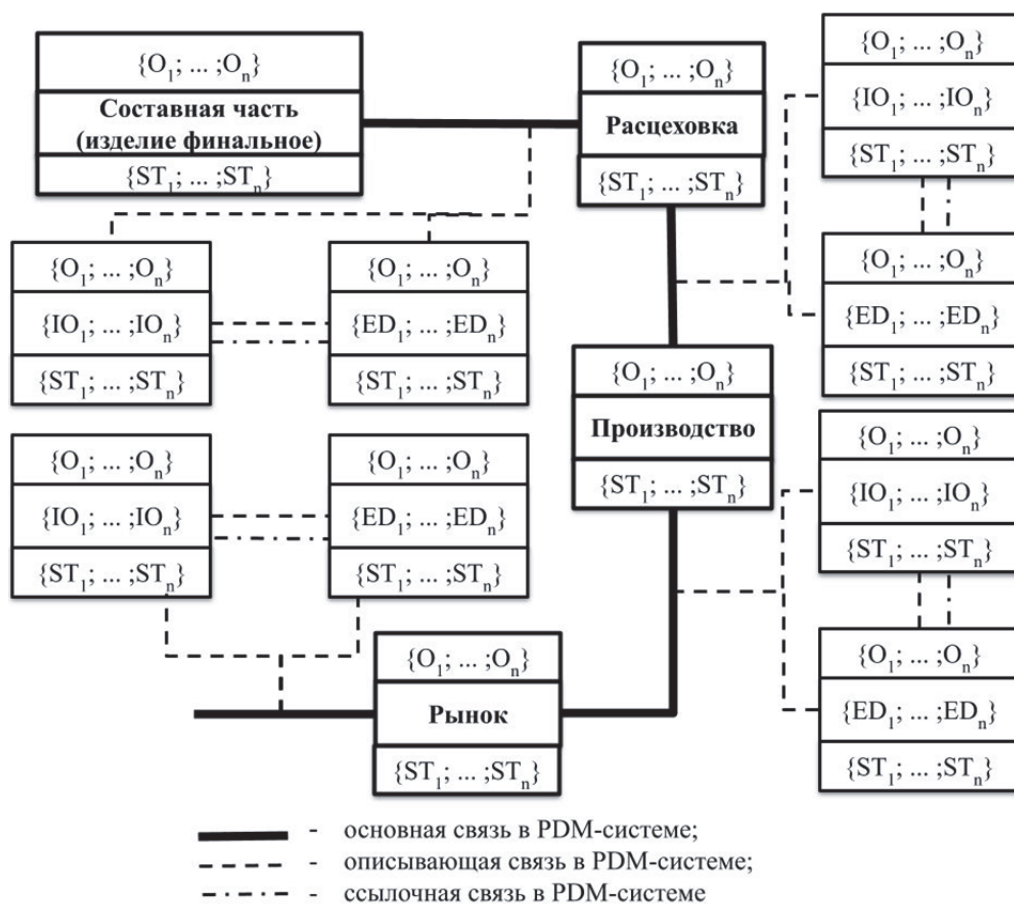 {O₁; ... ;Oₙ}
Составная часть
(изделие финальное)
{ST₁; ... ;STₙ}
{O₁; ... ;Oₙ}
Расцеховка
{ST₁; ... ;STₙ}
{O₁; ... ;Oₙ}
{IO₁; ... ;IOₙ}
{ST₁; ... ;STₙ}
{O₁; ... ;Oₙ}
{IO₁; ... ;IOₙ}
{ST₁; ... ;STₙ}
{O₁; ... ;Oₙ}
{ED₁; ... ;EDₙ}
{ST₁; ... ;STₙ}
{O₁; ... ;Oₙ}
{ED₁; ... ;EDₙ}
{ST₁; ... ;STₙ}
{O₁; ... ;Oₙ}
Производство
{ST₁; ... ;STₙ}
{O₁; ... ;Oₙ}
{IO₁; ... ;IOₙ}
{ST₁; ... ;STₙ}
{O₁; ... ;Oₙ}
{IO₁; ... ;IOₙ}
{ST₁; ... ;STₙ}
{O₁; ... ;Oₙ}
{ED₁; ... ;EDₙ}
{ST₁; ... ;STₙ}
{O₁; ... ;Oₙ}
Рынок
{ST₁; ... ;STₙ}
{O₁; ... ;Oₙ}
{ED₁; ... ;EDₙ}
{ST₁; ... ;STₙ}
- основная связь в PDM-системе;
- описывающая связь в PDM-системе;
- ссылочная связь в PDM-системе